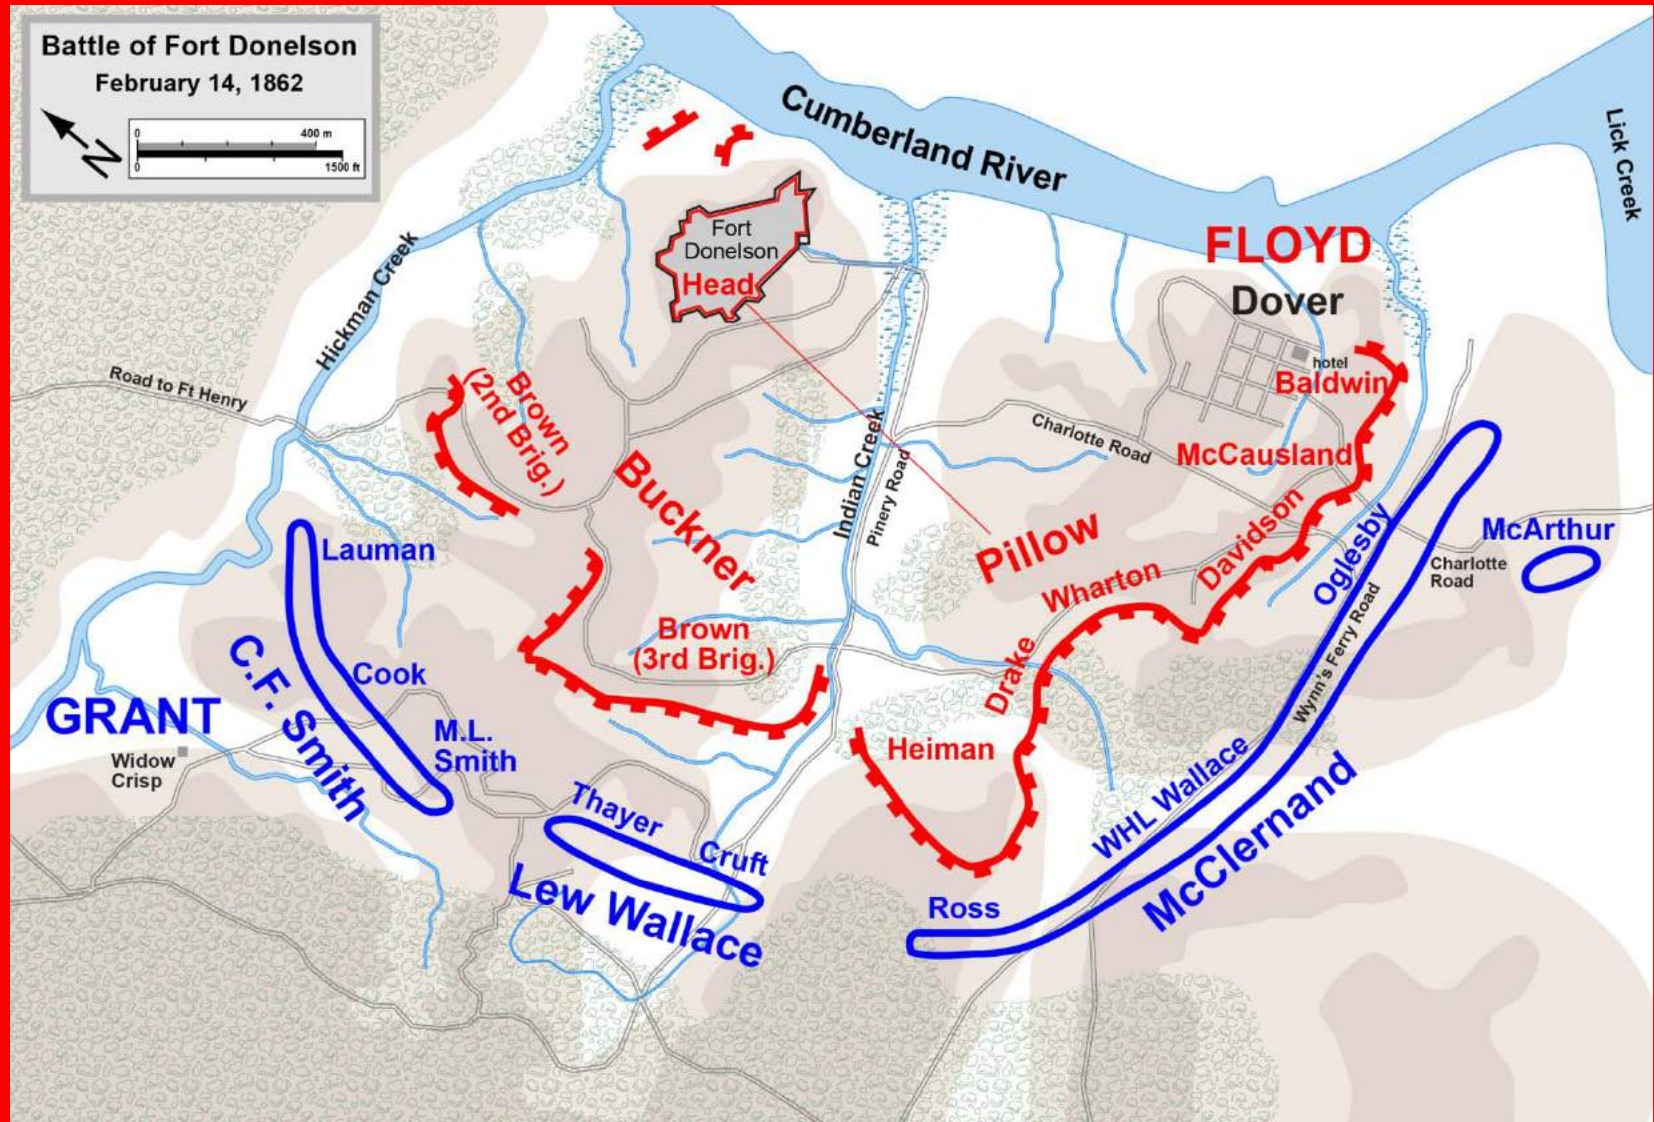 Battle of Fort Donelson
February 14, 1862
N
0
400 m
0
1500 ft
Cumberland River
Lick Creek
Hickman Creek
Fort
Donelson
Head
FLOYD
Dover
hotel
Baldwin
Road to Ft Henry
Brown
(2nd Brig.)
Charlotte Road
McCausland
Buckner
Indian Creek
Pinery Road
Pillow
Davidson
Oglesby
McArthur
Charlotte
Road
Lauman
Wharton
Wynn's Ferry Road
Brown
(3rd Brig.)
Drake
Cook
C.F. Smith
GRANT
Widow
Crisp
M.L.
Smith
Heiman
WHL Wallace
McClernand
Thayer
Cruft
Lew Wallace
Ross